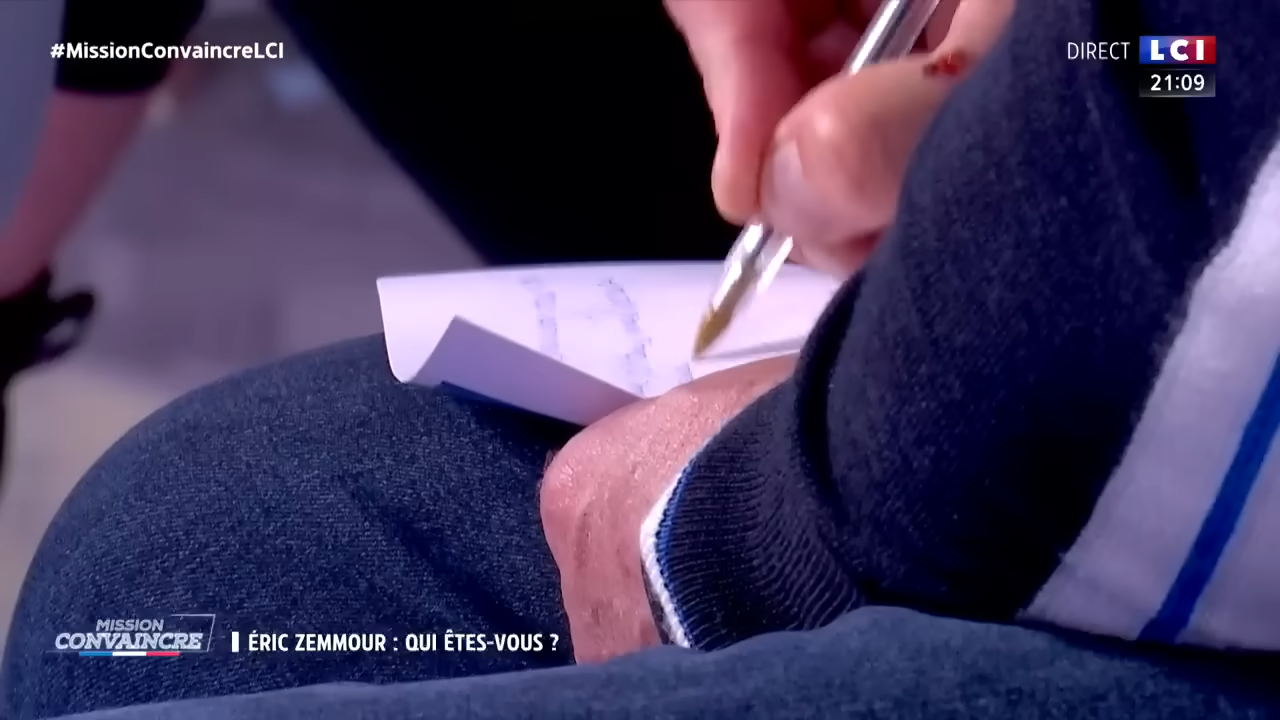 #MissionConvaincreLCI
DIRECT LCI
21:09
MISSION
CONVAINCRE
ÉRIC ZEMMOUR : QUI ÊTES-VOUS ?